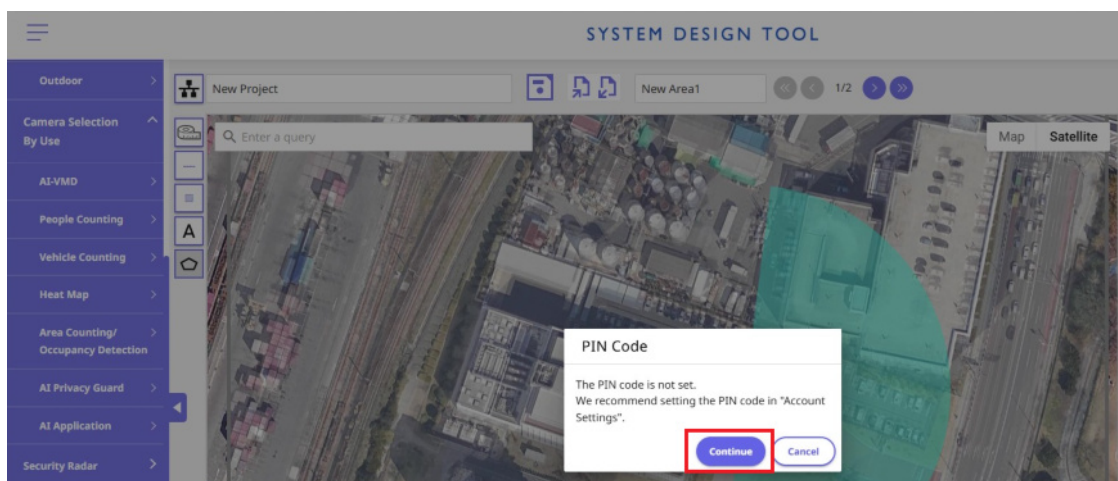 SYSTEM DESIGN TOOL
Outdoor
New Project
New Area1
1/2
Camera Selection
By Use
Enter a query
Map
Satellite
A
AI-VMD
People Counting
Vehicle Counting
Heat Map
Area Counting/
Occupancy Detection
AI Privacy Guard
AI Application
Security Radar
PIN Code
The PIN code is not set.
We recommend setting the PIN code in "Account
Settings".
Continue
Cancel